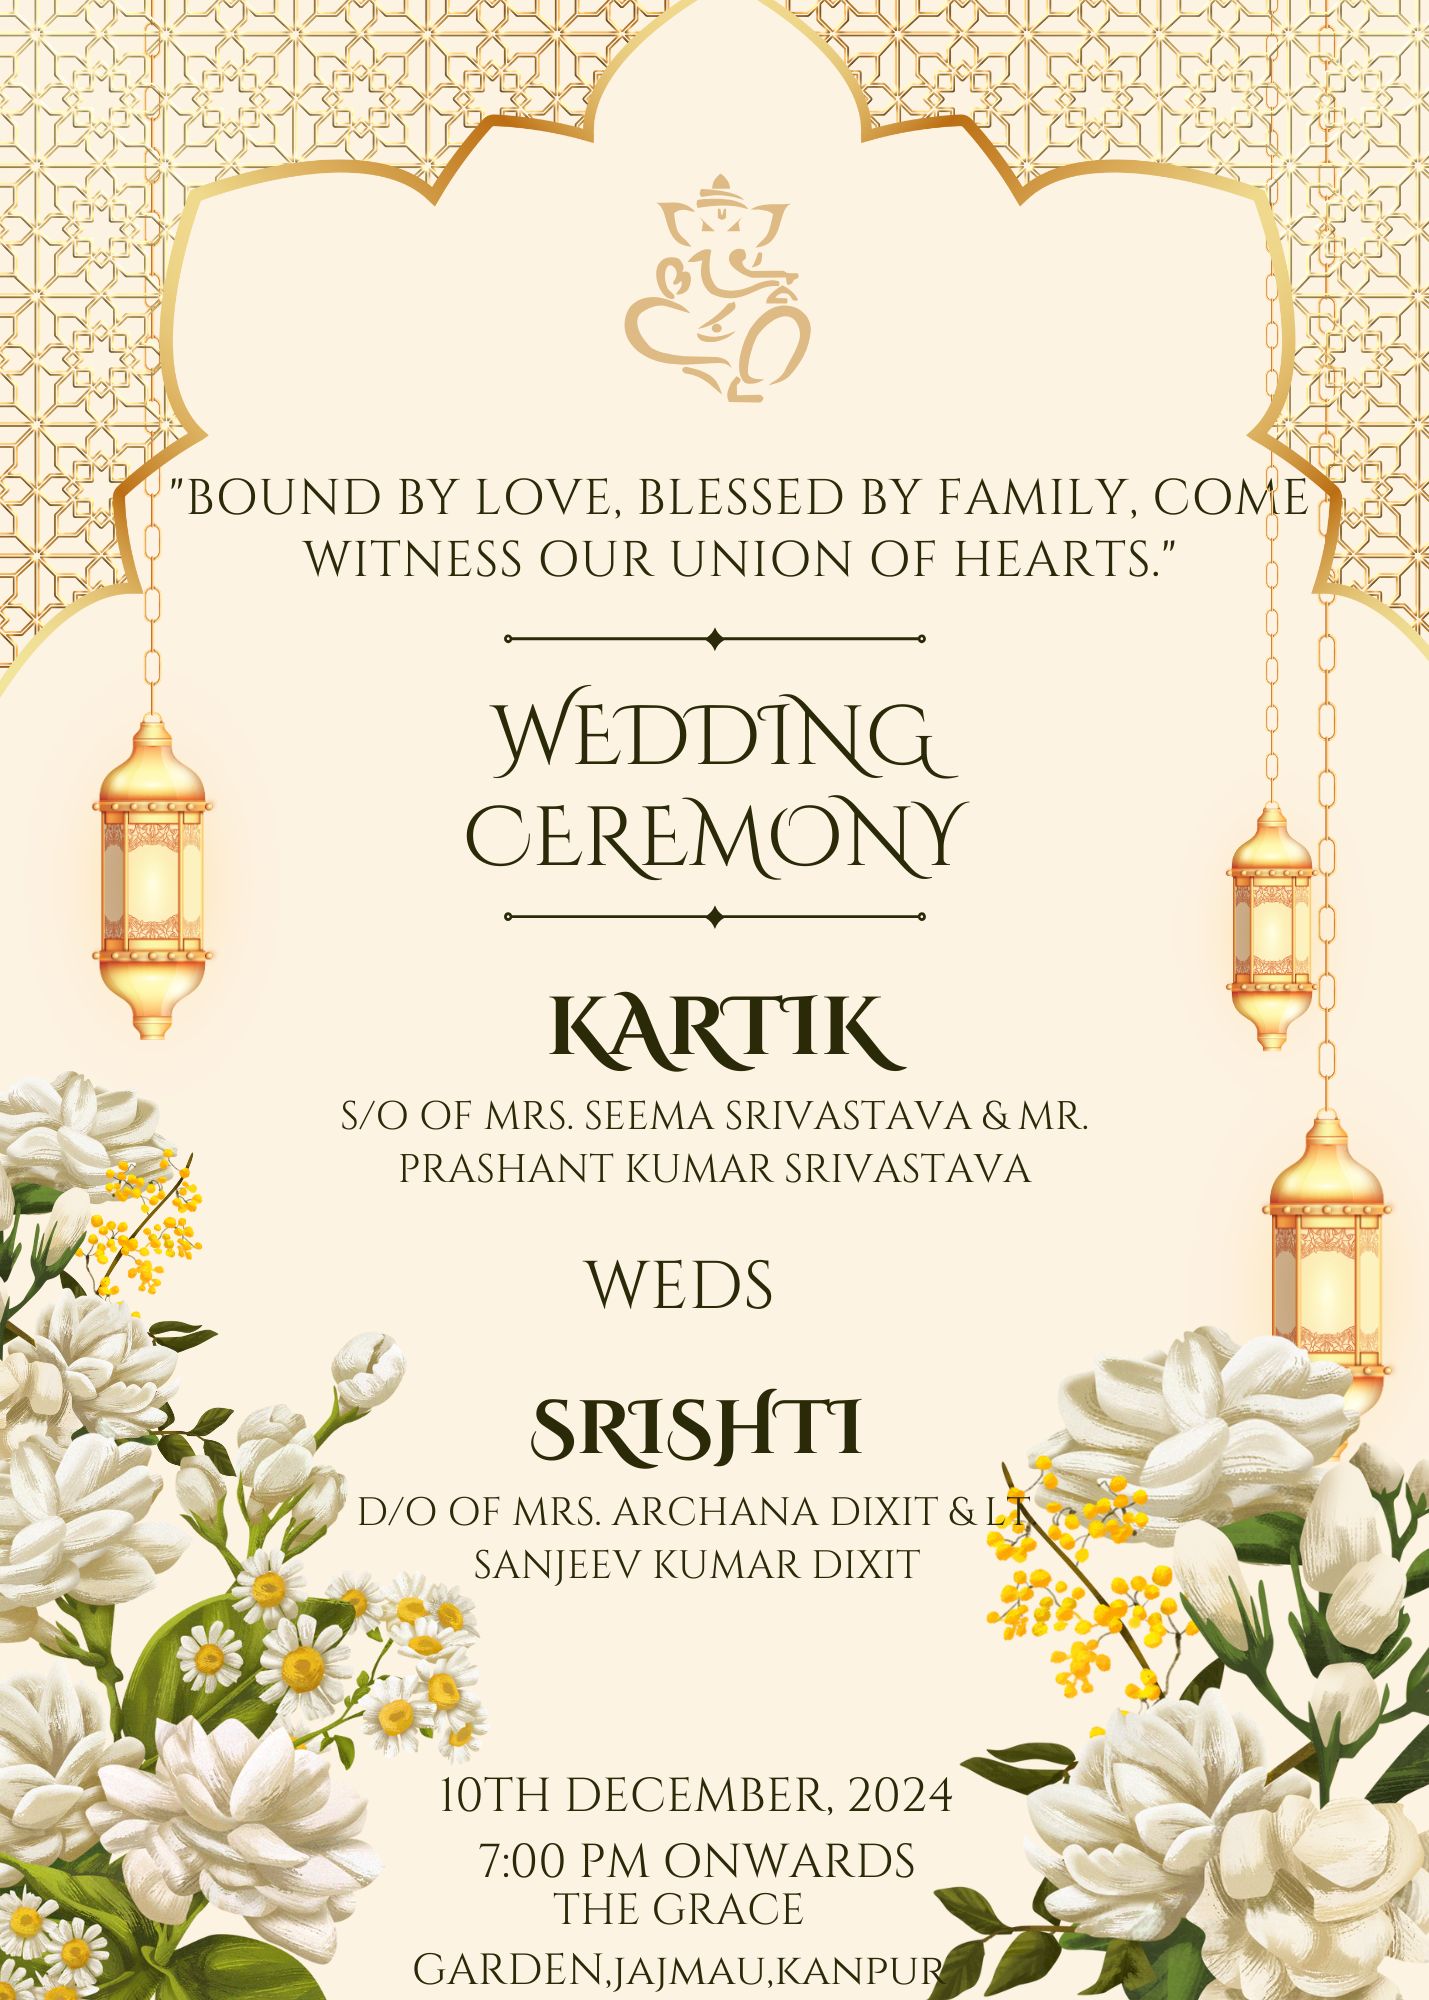 "BOUND BY LOVE, BLESSED BY FAMILY, COME
WITNESS OUR UNION OF HEARTS."
WEDDING
CEREMONY
KARTIK
S/O OF MRS. SEEMA SRIVASTAVA & MR.
PRASHANT KUMAR SRIVASTAVA
WEDS
SRISHTI
D/O OF MRS. ARCHANA DIXIT & LT
SANJEEV KUMAR DIXIT
10TH DECEMBER, 2024
7:00 PM ONWARDS
THE GRACE
GARDEN,JAJMAU,KANPUR